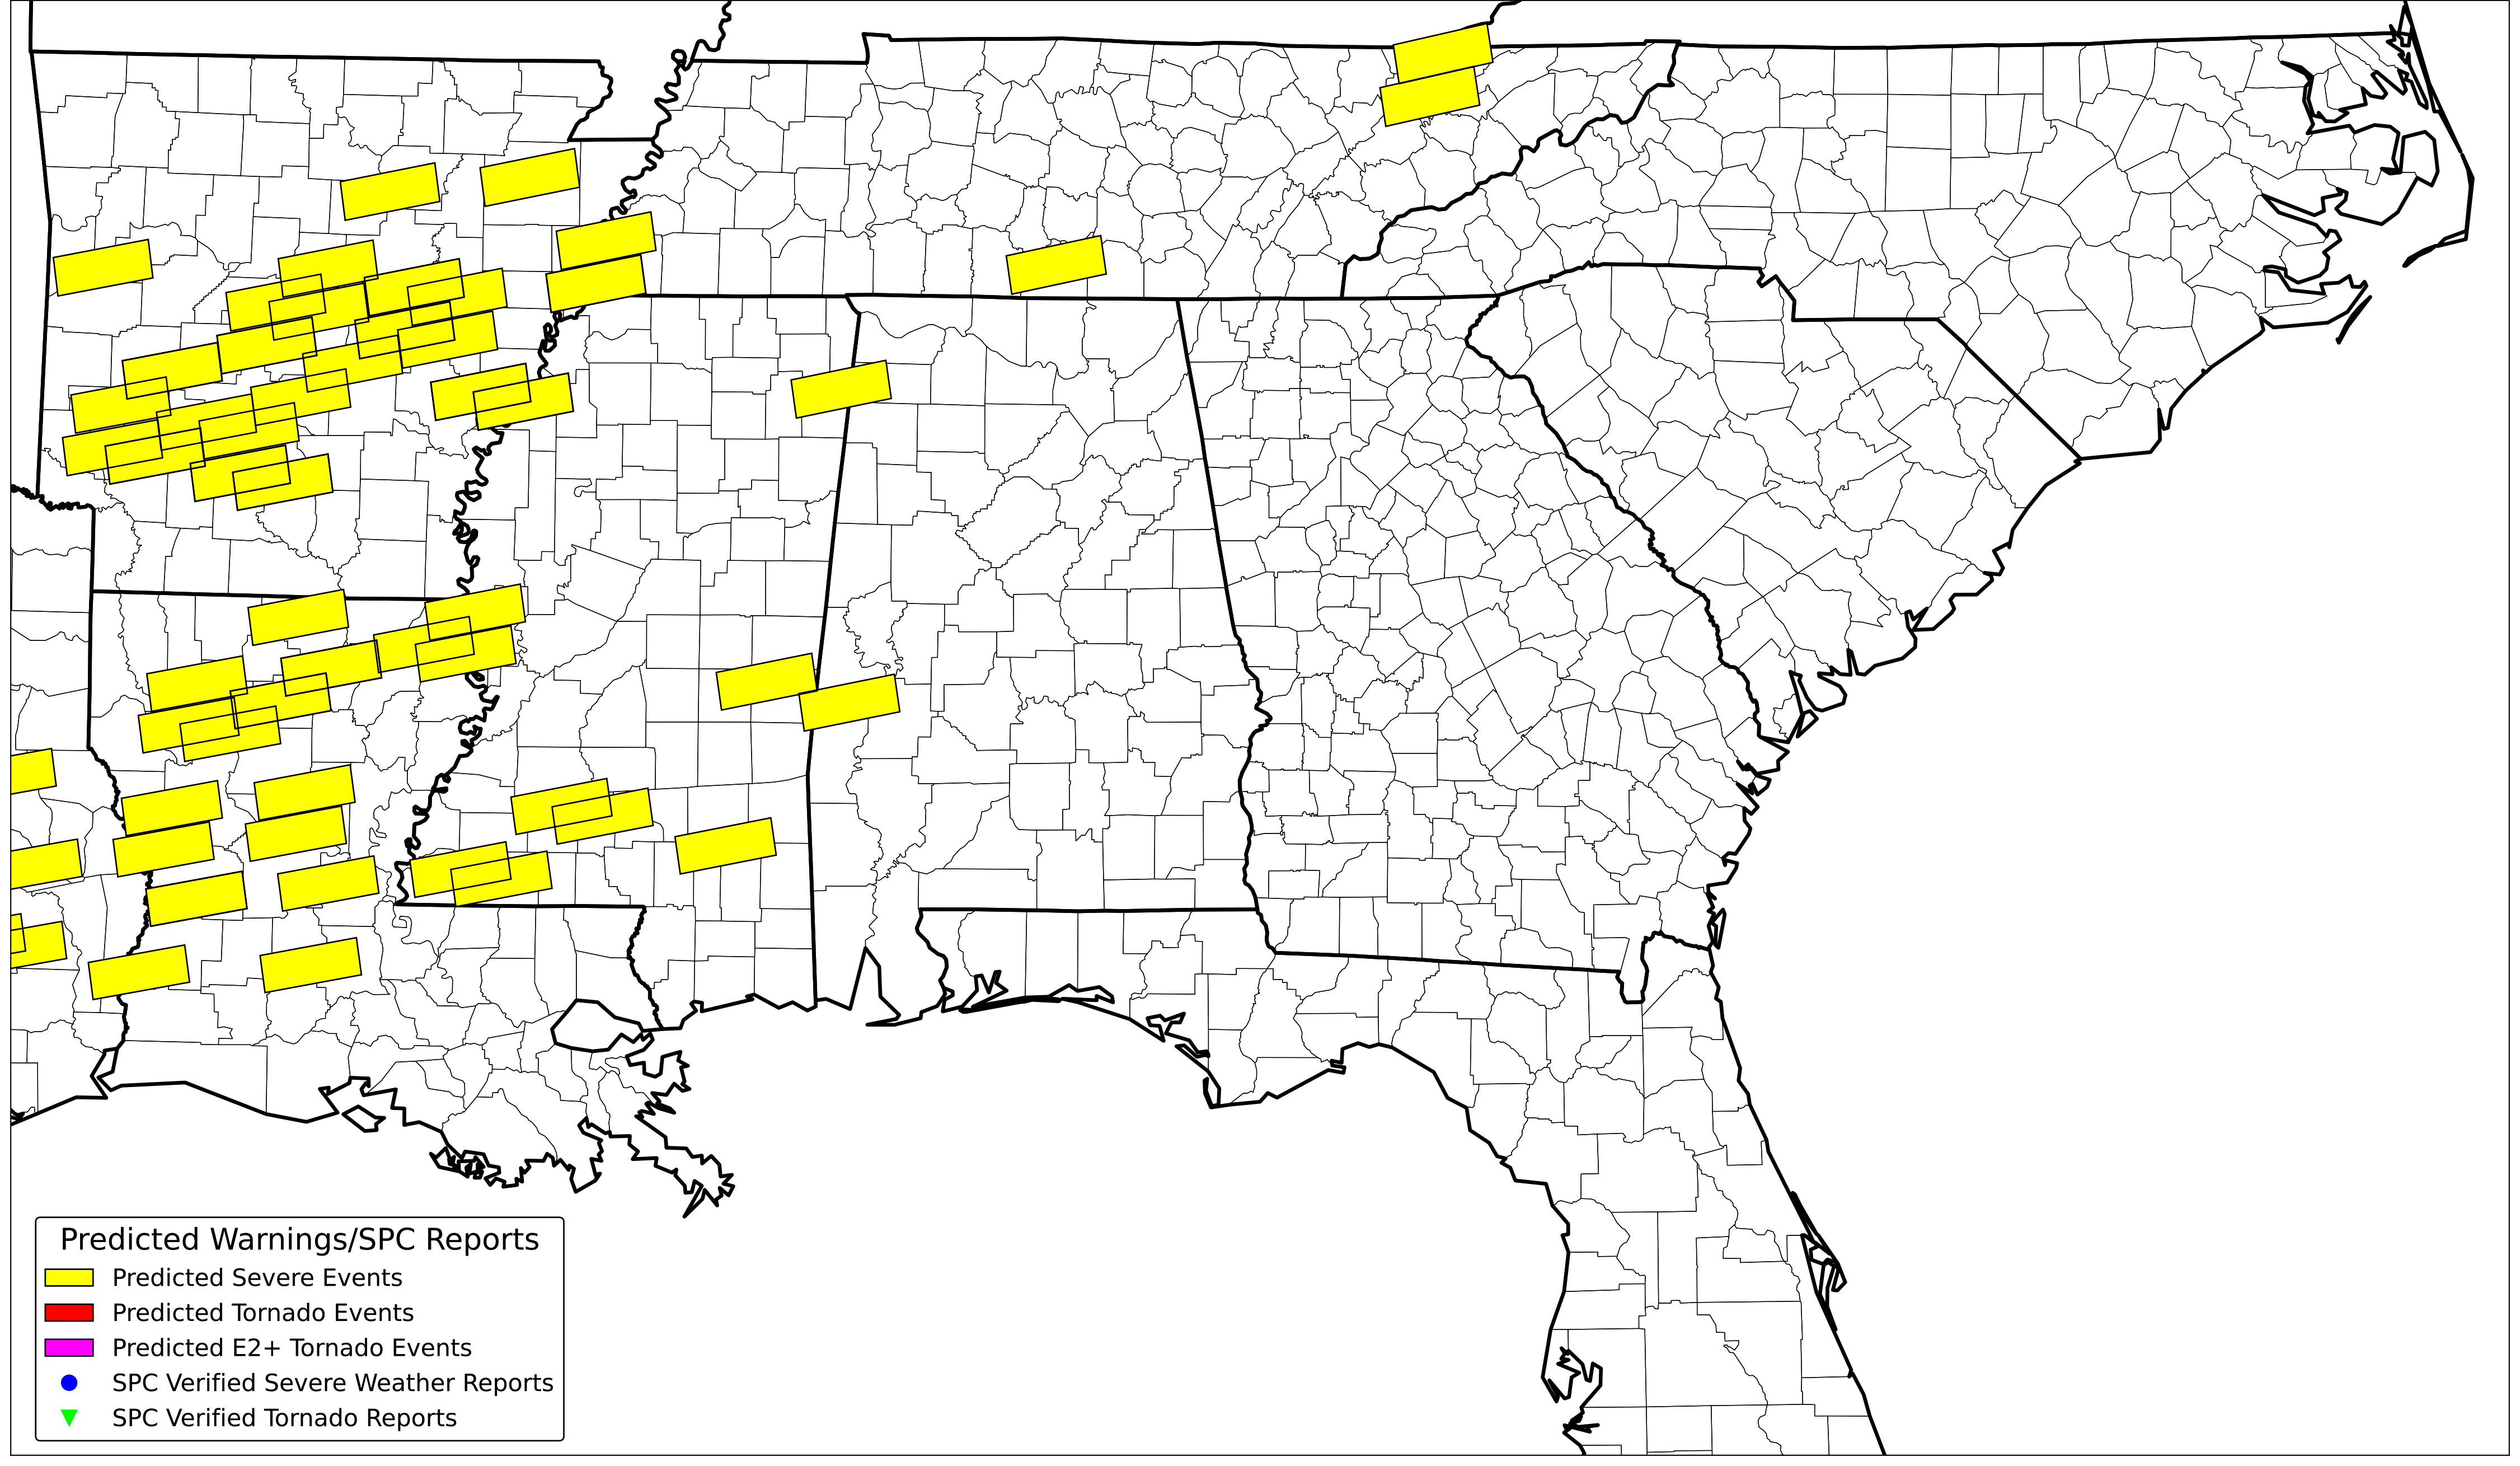 Predicted Warnings/SPC Reports
Predicted Severe Events
Predicted Tornado Events
Predicted E2+ Tornado Events
SPC Verified Severe Weather Reports
SPC Verified Tornado Reports